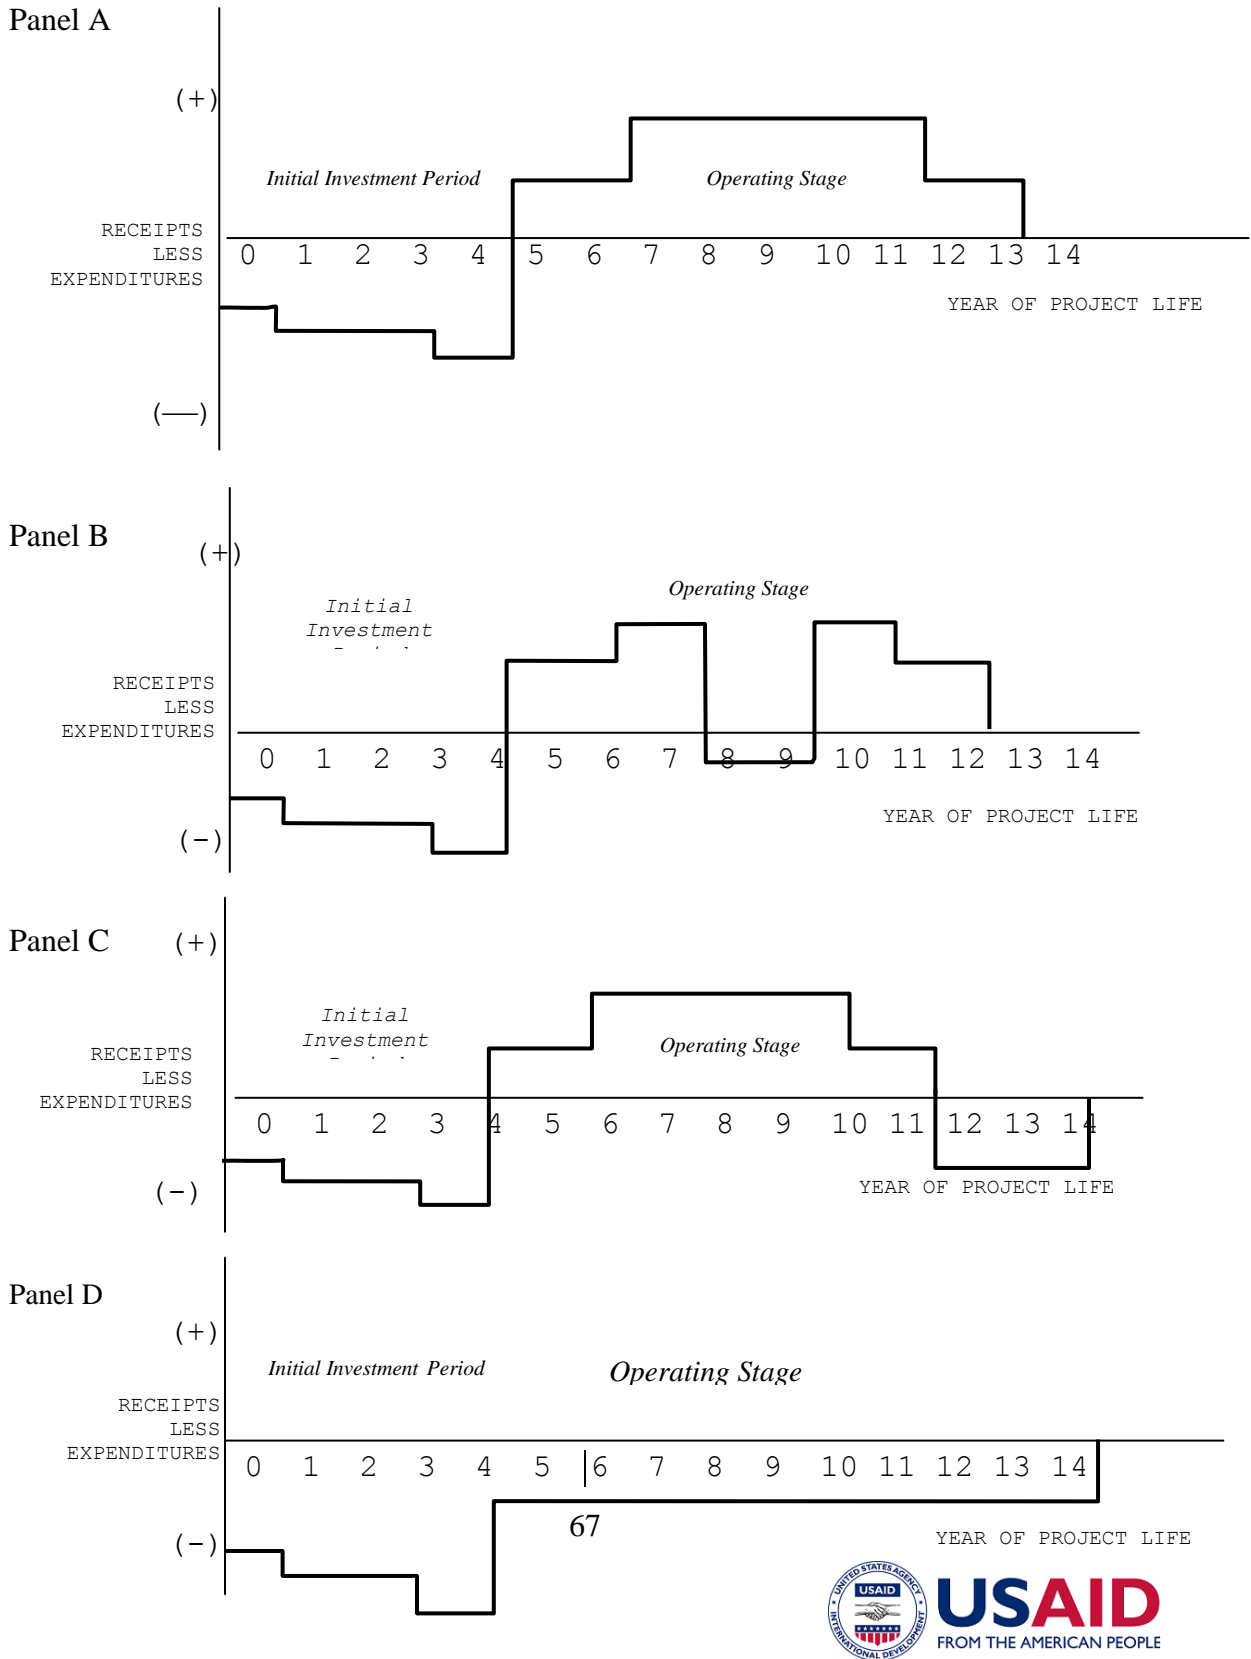 Panel A
(+)
Initial Investment Period Operating Stage
RECEIPTS
LESS
EXPENDITURES
0 1 2 3 4 5 6 7 8 9 10 11 12 13 14
YEAR OF PROJECT LIFE
(—)
Panel B
(+)
Operating Stage
Initial
Investment
RECEIPTS
LESS
EXPENDITURES
0 1 2 3 4 5 6 7 8 9 10 11 12 13 14
YEAR OF PROJECT LIFE
(-)
Panel C (+)
Initial
Investment
Operating Stage
RECEIPTS
LESS
EXPENDITURES
0 1 2 3 4 5 6 7 8 9 10 11 12 13 14
YEAR OF PROJECT LIFE
(-)
Panel D
(+)
Initial Investment Period Operating Stage
RECEIPTS
LESS
EXPENDITURES
0 1 2 3 4 5 6 7 8 9 10 11 12 13 14
67
YEAR OF PROJECT LIFE
(-)
UNITED STATES AGENCY
INTERNATIONAL DEVELOPMENT
USAID
USAID
FROM THE AMERICAN PEOPLE